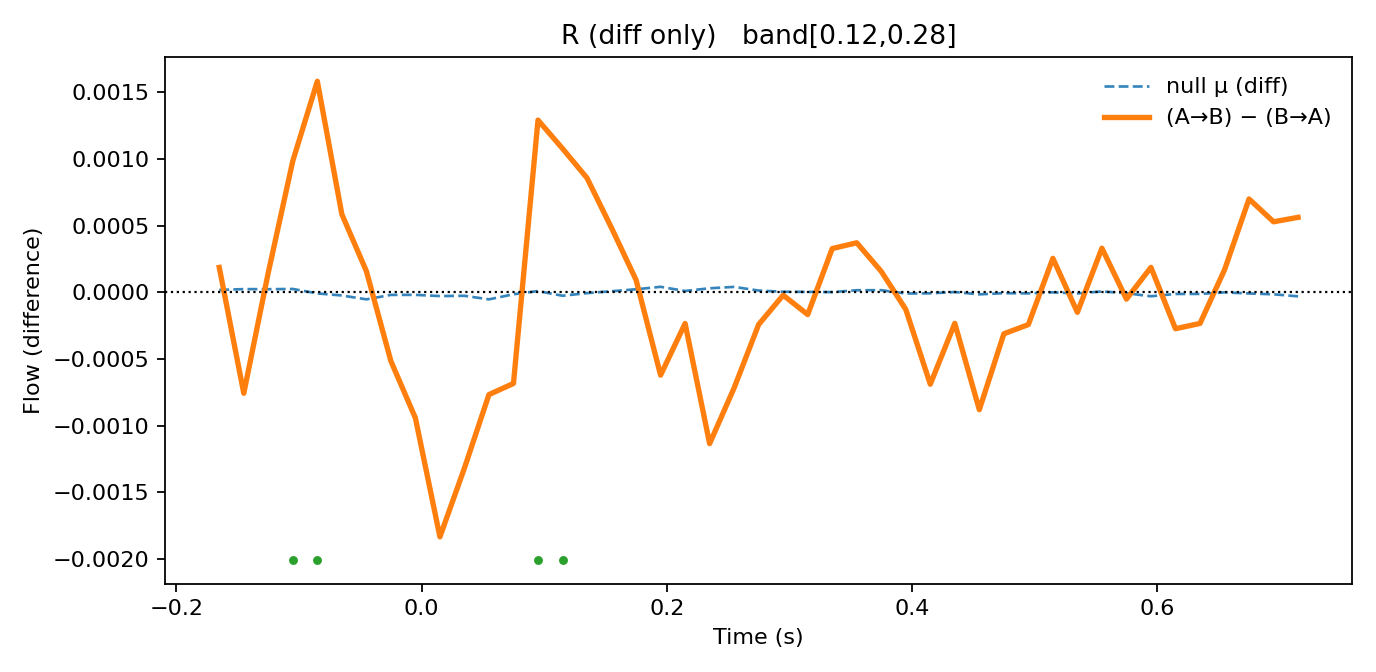 R (diff only)   band[0.12,0.28]
null μ (diff)
(A→B) − (B→A)
Flow (difference)
0.0015
0.0010
0.0005
0.0000
−0.0005
−0.0010
−0.0015
−0.0020
−0.2
0.0
0.2
0.4
0.6
Time (s)